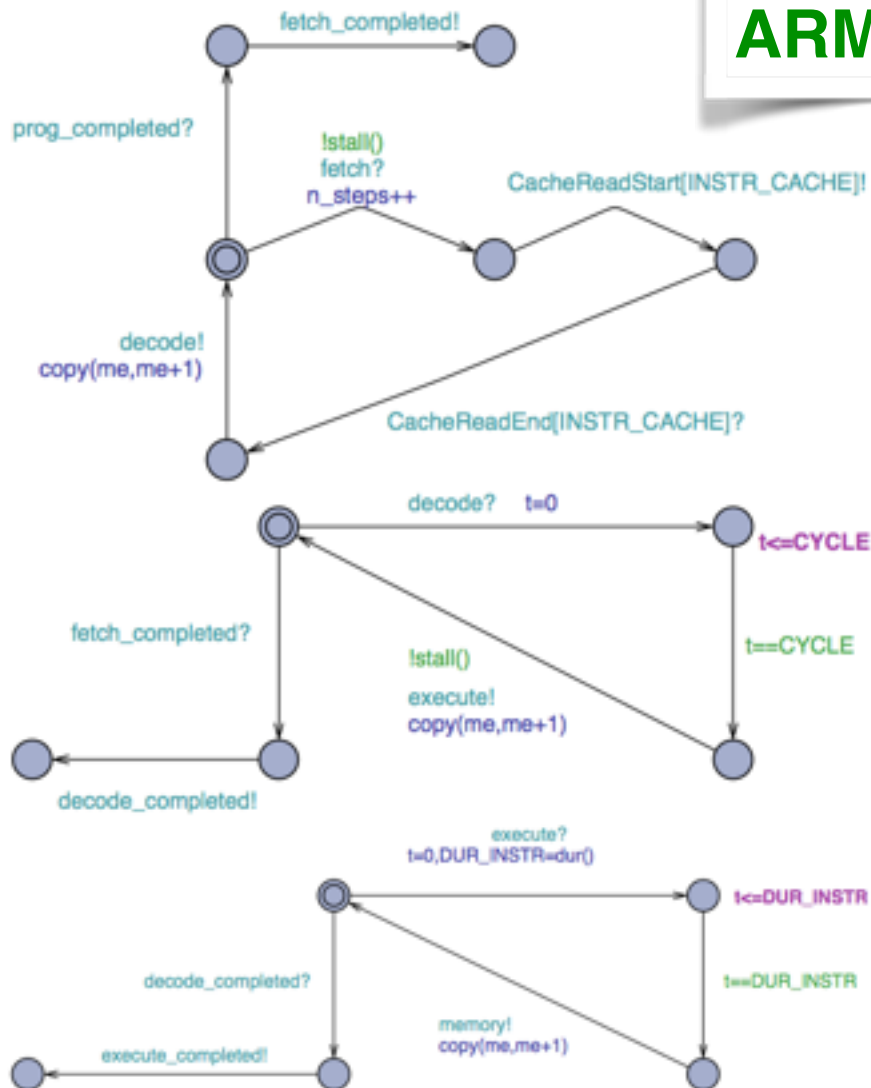 fetch_completed!
ARM
prog_completed?
!stall()
fetch?
n_steps++
CacheReadStart[INSTR_CACHE]!
decode!
copy(me,me+1)
CacheReadEnd[INSTR_CACHE]?
decode? t=0
t<=CYCLE
fetch_completed?
t==CYCLE
!stall()
execute!
copy(me,me+1)
decode_completed!
execute?
t=0,DUR_INSTR=dur()
t<=DUR_INSTR
decode_completed?
t==DUR_INSTR
memory!
copy(me,me+1)
execute_completed!